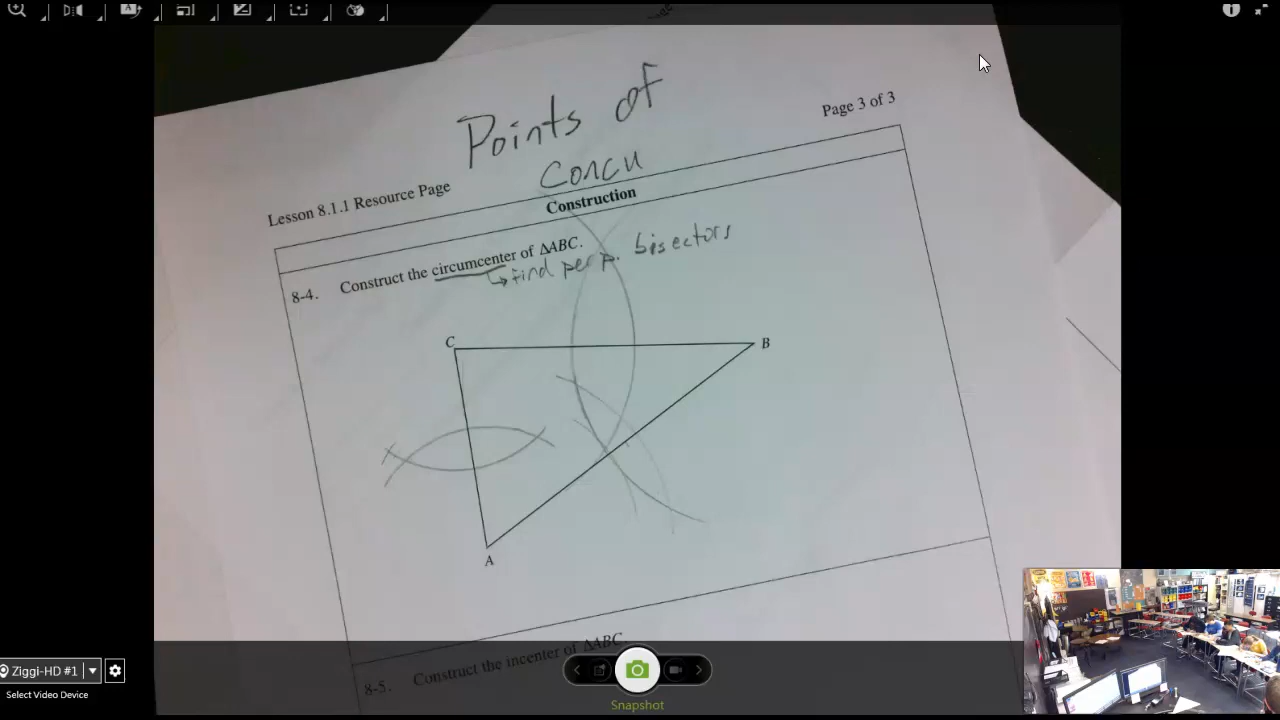 Points of
Concu
Page 3 of 3
Lesson 8.1.1 Resource Page
Construction
8-4. Construct the circumcenter of ΔABC.
↳ find perp. bisectors
C
B
A
8-5. Construct the incenter of ΔABC.
Ziggi-HD #1
Select Video Device
Snapshot